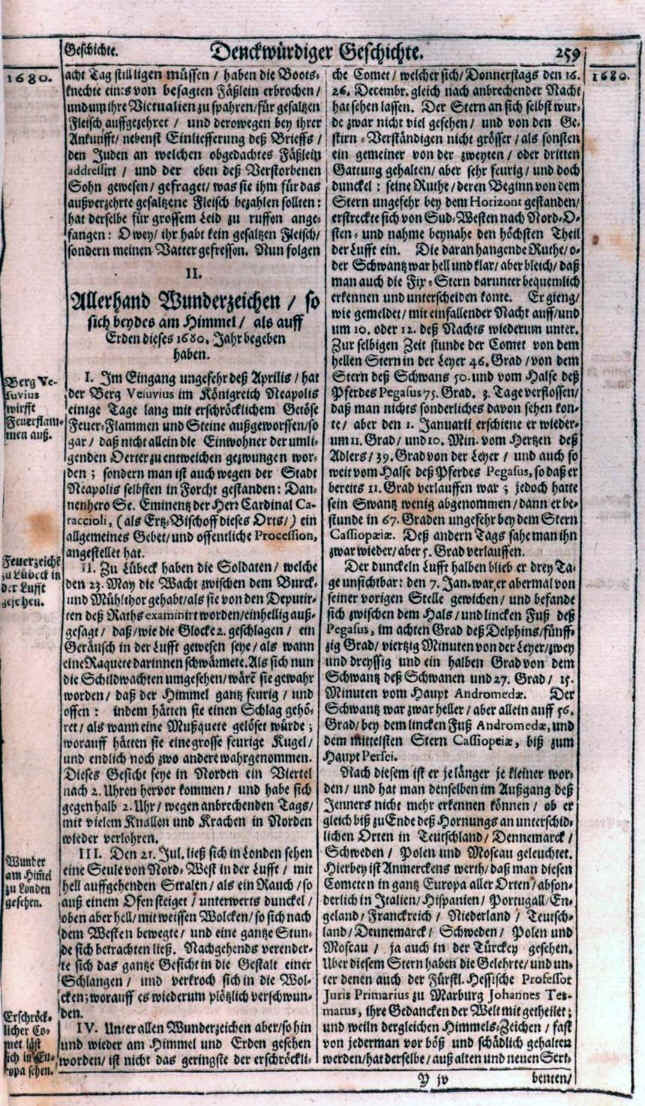 Geschichte.
Denckwürdiger Geschichte.
259
1680.
1680.
acht Tag still ligen müssen / haben die Boots-
knechte eines von besagten Fäßlein erbrochen /
und um ihre Victualien zu spahren / für gesaltzen
Fleisch auffgezehret / und derowegen bey ihrer
Ankunfft / nebenst Einliefferung deß Brieffs /
den Juden an welchen obgedachtes Fäßlein
addressirt / und der eben deß Verstorbenen
Sohn gewesen / gefraget / was sie ihm für das
außverzehrte gesaltzene Fleisch bezahlen sollten:
hat derselbe für grossem Leid zu ruffen ange-
fangen: O wey / ihr habt kein gesaltzen Fleisch /
sondern meinen Vatter gefressen. Nun folgen
II.
Allerhand Wunderzeichen / so
sich beydes am Himmel / als auff
Erden dieses 1680. Jahr begeben
haben.
Berg Ve-
suvius
wirfft
Feuerflam-
men auß.
I. Im Eingang ungefehr deß Aprilis / hat
der Berg Vesuvius im Königreich Neapolis
einige Tage lang mit erschröcklichem Getöse
Feuer-Flammen und Steine außgeworffen / so
gar / daß nicht allein die Einwohner der umli-
genden Oerter zu entweichen gezwungen wor-
den; sondern man ist auch wegen der Stadt
Neapolis selbsten in Forcht gestanden: Dan-
nenhero Se. Eminentz der Herr Cardinal Ca-
raccioli, (als Ertz-Bischoff dieses Orts /) ein
allgemeines Gebet / und offentliche Procession,
angestellet hat.
Feuerzeichē
zu Lübeck in
der Lufft
gesehen.
II. Zu Lübeck haben die Soldaten / welche
den 23. May die Wacht zwischen dem Burck-
und Mühlthor gehabt / als sie von den Deputir-
ten deß Raths examinirt worden / einhellig auß-
gesagt / daß / wie die Glocke 2. geschlagen / ein
Geräusch in der Lufft gewesen seye / als wann
eine Raquete darinnen schwärmete. Als sich nun
die Schildwachten umgesehen / wärē sie gewahr
worden / daß der Himmel gantz feurig / und
offen: indem hätten sie einen Schlag gehö-
ret / als wann eine Mußquete gelöset würde;
worauff hätten sie eine grosse feurige Kugel /
und endlich noch zwo andere wahrgenommen.
Dieses Gesicht seye in Norden ein Viertel
nach 2. Uhren hervor kommen / und habe sich
gegen halb 2. Uhr / wegen anbrechenden Tags /
mit vielem Knallen und Krachen in Norden
wieder verlohren.
Wunder
am Him̄el
zu Londen
gesehen.
III. Den 21. Jul. ließ sich in Londen sehen
eine Seule von Nord-West in der Lufft / mit
hell auffgehenden Stralen / als ein Rauch / so
auß einem Ofen steiget / unterwerts dunckel /
oben aber hell / mit weissen Wolcken / so sich nach
dem Westen bewegte / und eine gantze Stun-
de sich betrachten ließ. Nachgehends verender-
te sich das gantze Gesicht in die Gestalt einer
Schlangen / und verkroch sich in die Wol-
cken; worauff es wiederum plötzlich verschwun-
den.
Erschröck-
licher Co-
met läst
sich in Eu-
ropa sehen.
IV. Unter allen Wunderzeichen aber / so hin
und wieder am Himmel und Erden gesehen
worden / ist nicht das geringste der erschröckli-
che Comet / welcher sich / Donnerstags den 16.
26. Decembr. gleich nach anbrechender Nacht
hat sehen lassen. Der Stern an sich selbst wur-
de zwar nicht viel gesehen / und von den Ge-
stirn-Verständigen nicht grösser / als sonsten
ein gemeiner von der zweyten / oder dritten
Gattung gehalten / aber sehr feurig / und doch
dunckel: seine Ruthe / deren Beginn von dem
Stern ungefehr bey dem Horizont gestanden /
erstreckte sich von Sud-Westen nach Nord-O-
sten / und nahme beynahe den höchsten Theil
der Lufft ein. Die daran hangende Ruthe / o-
der Schwantz war hell und klar / aber bleich / daß
man auch die Fix-Stern darunter bequemlich
erkennen und unterscheiden konte. Er gieng /
wie gemeldet / mit einfallender Nacht auff / und
um 10. oder 12. deß Nachts wiederum unter.
Zur selbigen Zeit stunde der Comet von dem
hellen Stern in der Leyer 46. Grad / von dem
Stern deß Schwans 50. und vom Halse deß
Pferdes Pegasus 75. Grad. 3. Tage verflossen /
daß man nichts sonderliches davon sehen kon-
te / aber den 1. Januarii erschiene er wieder-
um 11. Grad / und 10. Min. vom Hertzen deß
Adlers / 39. Grad von der Leyer / und auch so
weit vom Halse deß Pferdes Pegasus, so daß er
bereits 11. Grad verlauffen war; jedoch hatte
sein Swantz wenig abgenommen / dann er be-
stunde in 67. Graden ungefehr bey dem Stern
Cassiopæiæ. Deß andern Tags sahe man ihn
zwar wieder / aber 5. Grad verlauffen.
Der dunckeln Lufft halben blieb er drey Ta-
ge unsichtbar: den 7. Jan. war er abermal von
seiner vorigen Stelle gewichen / und befande
sich zwischen dem Hals / und lincken Fuß deß
Pegasus, im achten Grad deß Delphins / fünff-
zig Grad / viertzig Minuten von der Leyer / zwey
und dreyssig und ein halben Grad von dem
Schwantz deß Schwanen und 27. Grad / 15.
Minuten vom Haupt Andromedæ. Der
Schwantz war zwar heller / aber allein auff 56.
Grad / bey dem lincken Fuß Andromedæ, und
dem mittelsten Stern Cassiopeiæ, biß zum
Haupt Persei.
Nach diesem ist er je länger je kleiner wor-
den / und hat man denselben im Außgang deß
Jenners nicht mehr erkennen können / ob er
gleich biß zu Ende deß Hornungs an unterschid-
lichen Orten in Teutschland / Dennemarck /
Schweden / Polen und Moscau geleuchtet.
Hierbey ist Anmerckens werth / daß man diesen
Cometen in gantz Europa aller Orten / abson-
derlich in Italien / Hispanien / Portugall / En-
geland / Franckreich / Niederland / Teutsch-
land / Dennemarck / Schweden / Polen und
Moscau / ja auch in der Türckey gesehen.
Uber diesem Stern haben die Gelehrte / und un-
ter denen auch der Fürstl. Hessische Professor
Juris Primarius zu Marburg Johannes Tes-
marus, ihre Gedancken der Welt mit getheilet;
und weiln dergleichen Himmels-Zeichen / fast
von jederman vor böß und schädlich gehalten
werden / hat derselbe / auß alten und neuen Scri-
Y iv
benten /